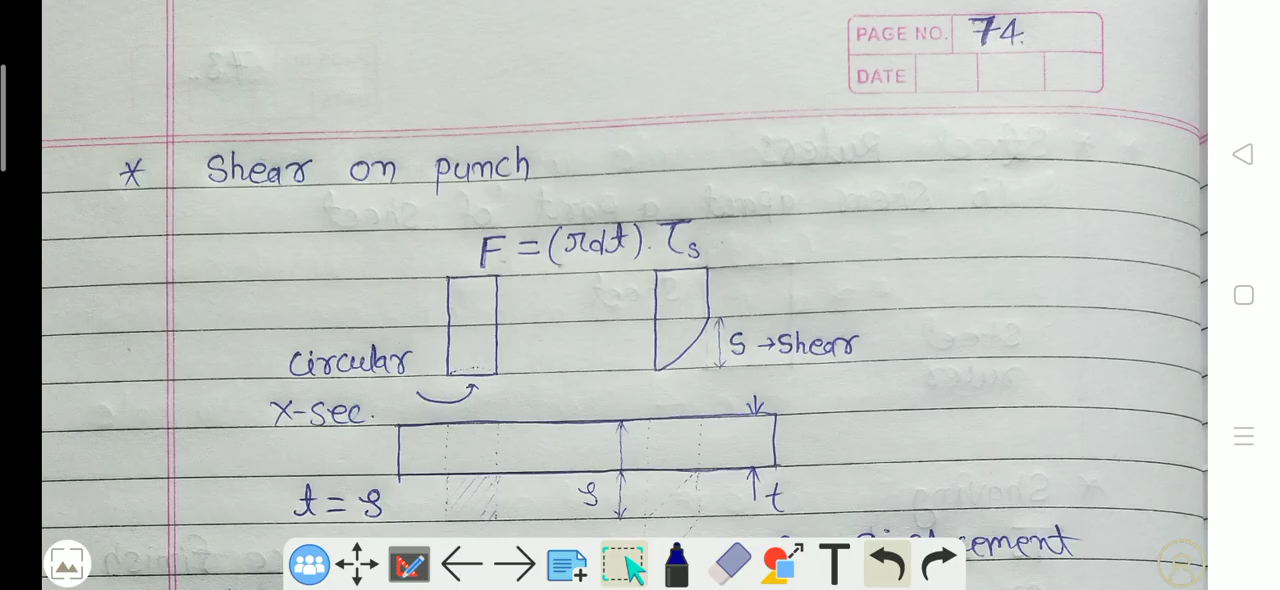 PAGE NO. 74.
DATE
* Shear on punch
F = (πdt). τs
S → Shear
Circular
X-sec.
t = s
s
t
T